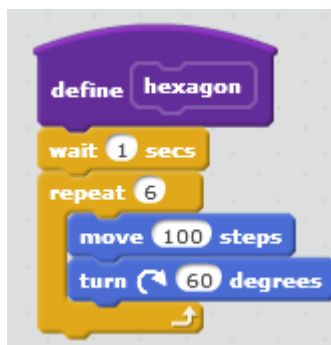 define hexagon
wait 1 secs
repeat 6
move 100 steps
turn 60 degrees